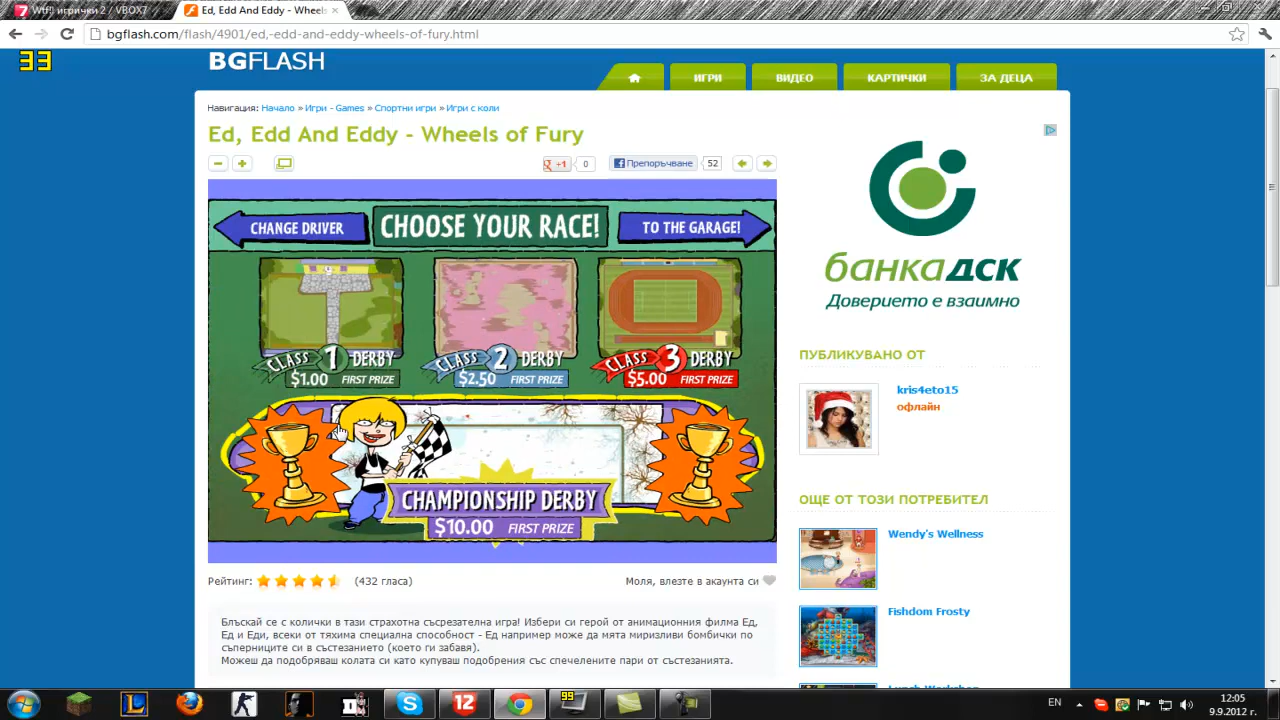 Wtf! игрички 2 / VBOX7
Ed, Edd And Eddy - Wheels
bgflash.com/flash/4901/ed,-edd-and-eddy-wheels-of-fury.html
33
BGFLASH
ИГРИ
ВИДЕО
КАРТИЧКИ
ЗА ДЕЦА
Навигация: Начало » Игри - Games » Спортни игри » Игри с коли
Ed, Edd And Eddy - Wheels of Fury
+1
0
Препоръчване
52
CHANGE DRIVER
CHOOSE YOUR RACE!
TO THE GARAGE!
CLASS 1 DERBY
$1.00 FIRST PRIZE
CLASS 2 DERBY
$2.50 FIRST PRIZE
CLASS 3 DERBY
$5.00 FIRST PRIZE
CHAMPIONSHIP DERBY
$10.00 FIRST PRIZE
Рейтинг:
(432 гласа)
Моля, влезте в акаунта си
Блъскай се с колички в тази страхотна състезателна игра! Избери си герой от анимационния филма Ед,
Ед и Еди, всеки от тяхима специална способност - Ед например може да мята миризливи бомбички по
съперниците си в състезанието (което ги забавя).
Можеш да подобряваш колата си като купуваш подобрения със спечелените пари от състезанията.
банкадск
Доверието е взаимно
ПУБЛИКУВАНО ОТ
kris4eto15
офлайн
ОЩЕ ОТ ТОЗИ ПОТРЕБИТЕЛ
Wendy's Wellness
Fishdom Frosty
Lunch Workshop
12
99
EN
12:05
9.9.2012 г.